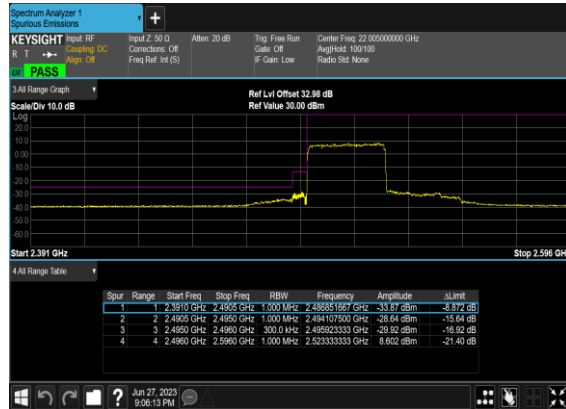 Spectrum Analyzer 1
Spurious Emissions
+
KEYSIGHT Input: RF Input Z: 50 Ω Atten: 20 dB Trig: Free Run Center Freq: 22.005000000 GHz
R T Coupling: DC Corrections: Off Gate: Off Avg|Hold: 100/100
Align: Off Freq Ref: Int (S) IF Gain: Low Radio Std: None
PASS
3 All Range Graph
Ref Lvl Offset 32.98 dB
Scale/Div 10.0 dB Ref Value 30.00 dBm
Log
20.0
10.0
0.00
-10.0
-20.0
-30.0
-40.0
-50.0
-60.0
Start 2.391 GHz Stop 2.596 GH
4 All Range Table
Spur Range Start Freq Stop Freq RBW Frequency Amplitude ΔLimit
1 1 2.3910 GHz 2.4905 GHz 1.000 MHz 2.486851667 GHz -33.87 dBm -8.872 dB
2 2 2.4905 GHz 2.4950 GHz 1.000 MHz 2.494107500 GHz -28.64 dBm -15.64 dB
3 3 2.4950 GHz 2.4960 GHz 300.0 kHz 2.495923333 GHz -29.92 dBm -16.92 dB
4 4 2.4960 GHz 2.5960 GHz 1.000 MHz 2.523333333 GHz 8.602 dBm -21.40 dB
? Jun 27, 2023
9:06:13 PM